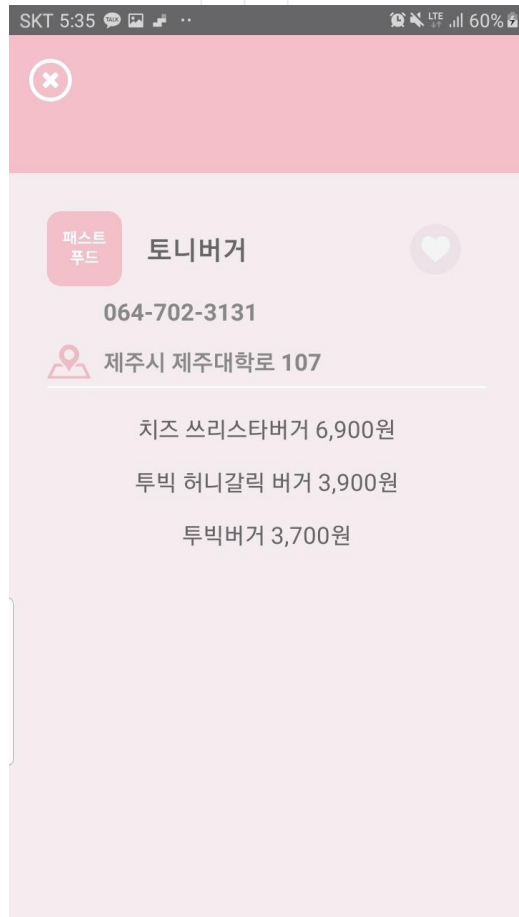 SKT 5:35
LTE
60%
패스트
푸드
토니버거
064-702-3131
제주시 제주대학로 107
치즈 쓰리스타버거 6,900원
투빅 허니갈릭 버거 3,900원
투빅버거 3,700원